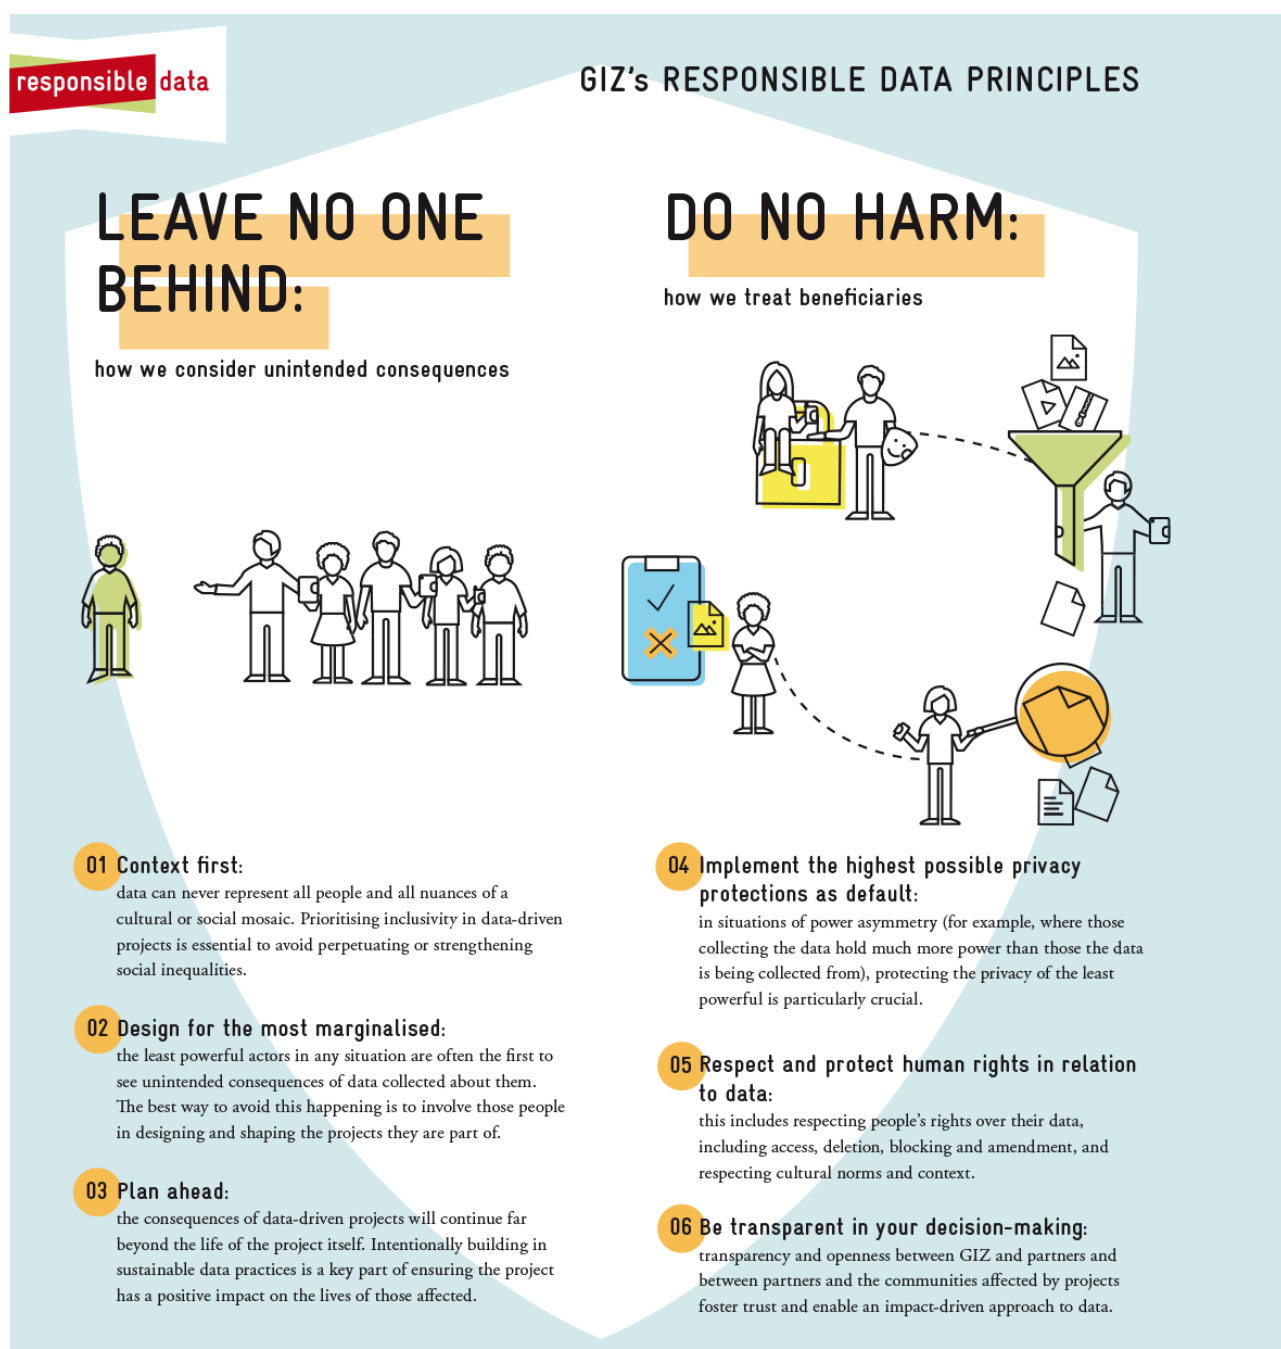 responsible data
GIZ's RESPONSIBLE DATA PRINCIPLES
LEAVE NO ONE
BEHIND:
how we consider unintended consequences
DO NO HARM:
how we treat beneficiaries
01 Context first:
data can never represent all people and all nuances of a
cultural or social mosaic. Prioritising inclusivity in data-driven
projects is essential to avoid perpetuating or strengthening
social inequalities.
02 Design for the most marginalised:
the least powerful actors in any situation are often the first to
see unintended consequences of data collected about them.
The best way to avoid this happening is to involve those people
in designing and shaping the projects they are part of.
03 Plan ahead:
the consequences of data-driven projects will continue far
beyond the life of the project itself. Intentionally building in
sustainable data practices is a key part of ensuring the project
has a positive impact on the lives of those affected.
04 Implement the highest possible privacy
protections as default:
in situations of power asymmetry (for example, where those
collecting the data hold much more power than those the data
is being collected from), protecting the privacy of the least
powerful is particularly crucial.
05 Respect and protect human rights in relation
to data:
this includes respecting people's rights over their data,
including access, deletion, blocking and amendment, and
respecting cultural norms and context.
06 Be transparent in your decision-making:
transparency and openness between GIZ and partners and
between partners and the communities affected by projects
foster trust and enable an impact-driven approach to data.